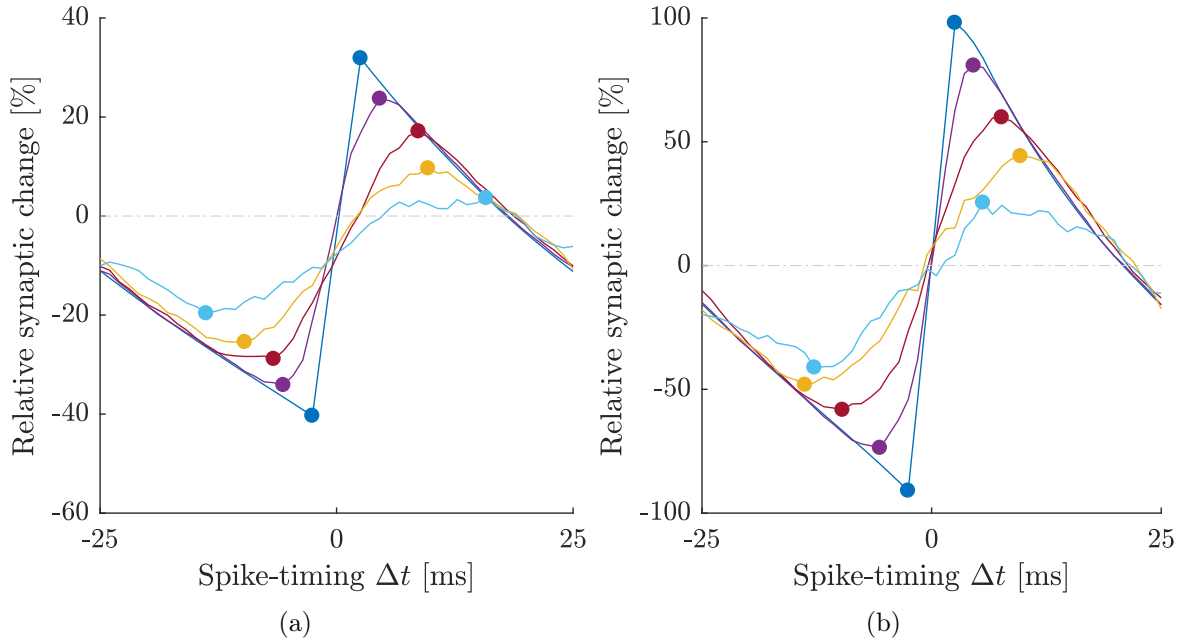 Relative synaptic change [%]
40
20
0
-20
-40
-60
-25
0
25
Spike-timing Δt [ms]
(a)
Relative synaptic change [%]
100
50
0
-50
-100
-25
0
25
Spike-timing Δt [ms]
(b)